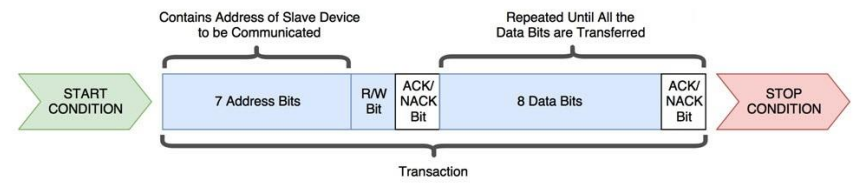 Contains Address of Slave Device
to be Communicated
Repeated Until All the
Data Bits are Transferred
START
CONDITION
7 Address Bits
R/W
Bit
ACK/
NACK
Bit
8 Data Bits
ACK/
NACK
Bit
STOP
CONDITION
Transaction